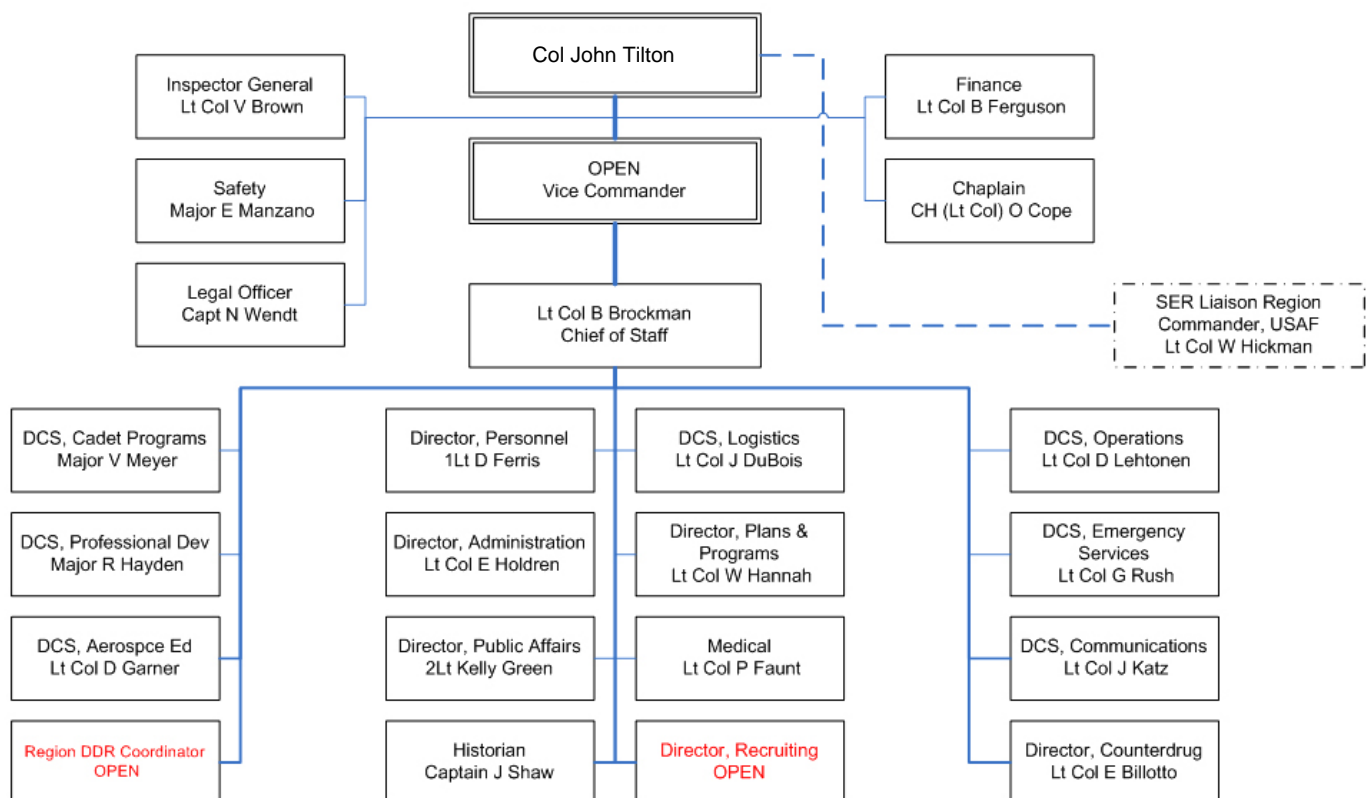 Col John Tilton
Inspector General
Lt Col V Brown
Finance
Lt Col B Ferguson
OPEN
Vice Commander
Safety
Major E Manzano
Chaplain
CH (Lt Col) O Cope
Legal Officer
Capt N Wendt
Lt Col B Brockman
Chief of Staff
SER Liaison Region
Commander, USAF
Lt Col W Hickman
DCS, Cadet Programs
Major V Meyer
Director, Personnel
1Lt D Ferris
DCS, Logistics
Lt Col J DuBois
DCS, Operations
Lt Col D Lehtonen
DCS, Professional Dev
Major R Hayden
Director, Administration
Lt Col E Holdren
Director, Plans &
Programs
Lt Col W Hannah
DCS, Emergency
Services
Lt Col G Rush
DCS, Aerospce Ed
Lt Col D Garner
Director, Public Affairs
2Lt Kelly Green
Medical
Lt Col P Faunt
DCS, Communications
Lt Col J Katz
Region DDR Coordinator
OPEN
Historian
Captain J Shaw
Director, Recruiting
OPEN
Director, Counterdrug
Lt Col E Billotto